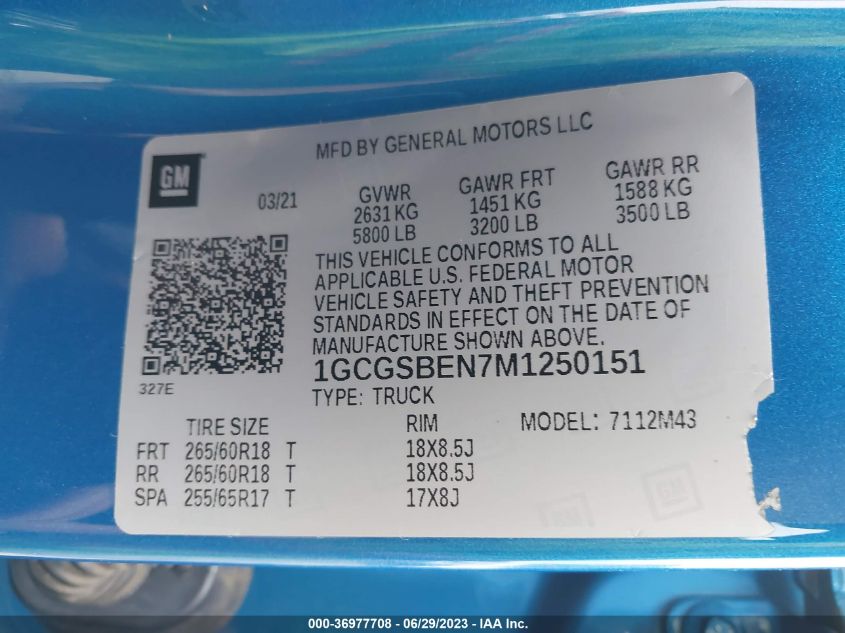 MFD BY GENERAL MOTORS LLC
GM
03/21
GVWR
2631 KG
5800 LB
GAWR FRT
1451 KG
3200 LB
GAWR RR
1588 KG
3500 LB
THIS VEHICLE CONFORMS TO ALL
APPLICABLE U.S. FEDERAL MOTOR
VEHICLE SAFETY AND THEFT PREVENTION
STANDARDS IN EFFECT ON THE DATE OF
MANUFACTURE SHOWN ABOVE.
327E
1GCGSBEN7M1250151
TYPE: TRUCK
TIRE SIZE RIM MODEL: 7112M43
FRT 265/60R18 T 18X8.5J
RR 265/60R18 T 18X8.5J
SPA 255/65R17 T 17X8J
GM
GM
000-36977708 - 06/29/2023 - IAA Inc.